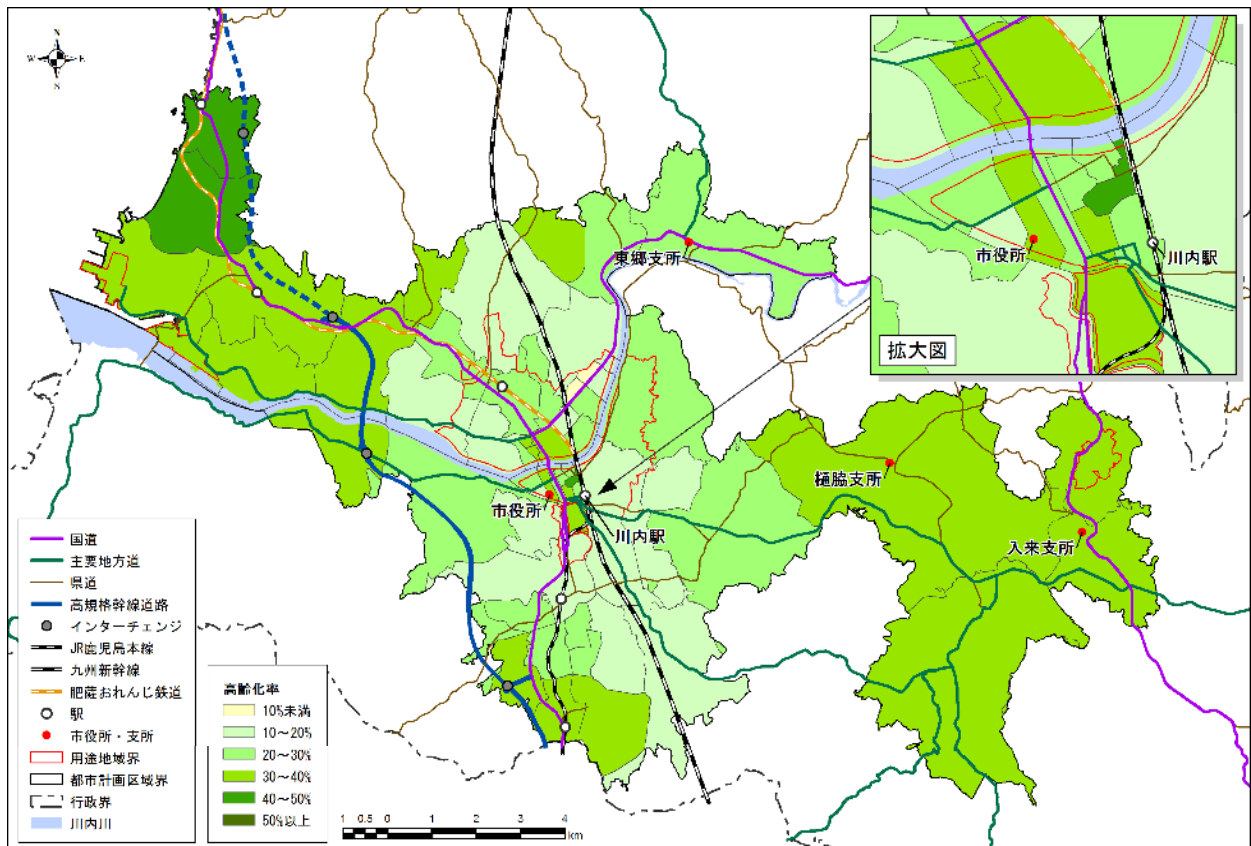 N
W
E
S
東郷支所
市役所
川内駅
拡大図
樋脇支所
市役所
川内駅
入来支所
国道
主要地方道
県道
高規格幹線道路
インターチェンジ
JR鹿児島本線
九州新幹線
肥薩おれんじ鉄道
駅
市役所・支所
用途地域界
都市計画区域界
行政界
川内川
高齢化率
10%未満
10～20%
20～30%
30～40%
40～50%
50%以上
1 0.5 0 1 2 3 4
km